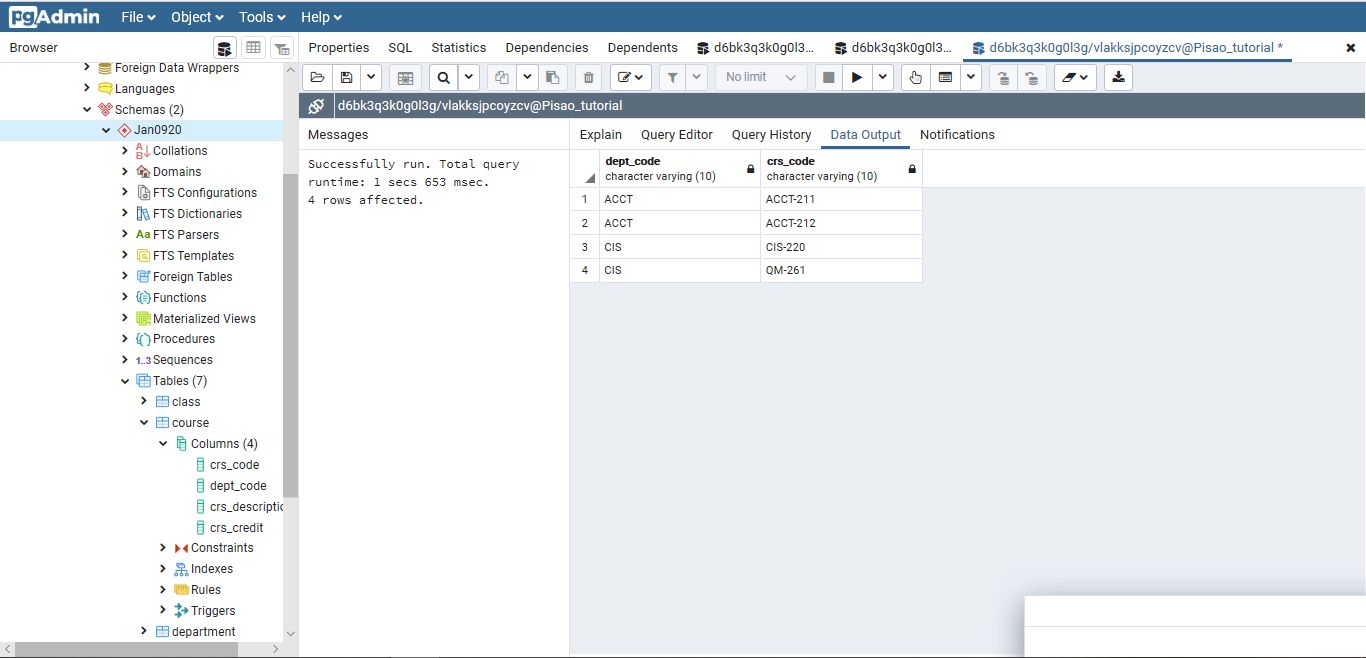 pgAdmin File Object Tools Help
Browser
Properties SQL Statistics Dependencies Dependents d6bk3q3k0g0l3... d6bk3q3k0g0l3... d6bk3q3k0g0l3g/vlakksjpcoyzcv@Pisao_tutorial *
No limit
d6bk3q3k0g0l3g/vlakksjpcoyzcv@Pisao_tutorial
Foreign Data Wrappers
Languages
Schemas (2)
Jan0920
Collations
Domains
FTS Configurations
FTS Dictionaries
Aa FTS Parsers
FTS Templates
Foreign Tables
Functions
Materialized Views
Procedures
1..3 Sequences
Tables (7)
class
course
Columns (4)
crs_code
dept_code
crs_descriptio
crs_credit
Constraints
Indexes
Rules
Triggers
department
Messages
Successfully run. Total query
runtime: 1 secs 653 msec.
4 rows affected.
Explain Query Editor Query History Data Output Notifications
dept_code crs_code
character varying (10) character varying (10)
1 ACCT ACCT-211
2 ACCT ACCT-212
3 CIS CIS-220
4 CIS QM-261